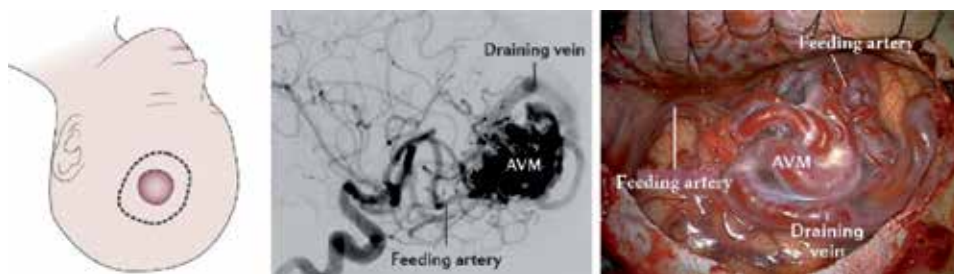 Draining vein
AVM
Feeding artery
Feeding artery
AVM
Feeding artery
Draining
vein